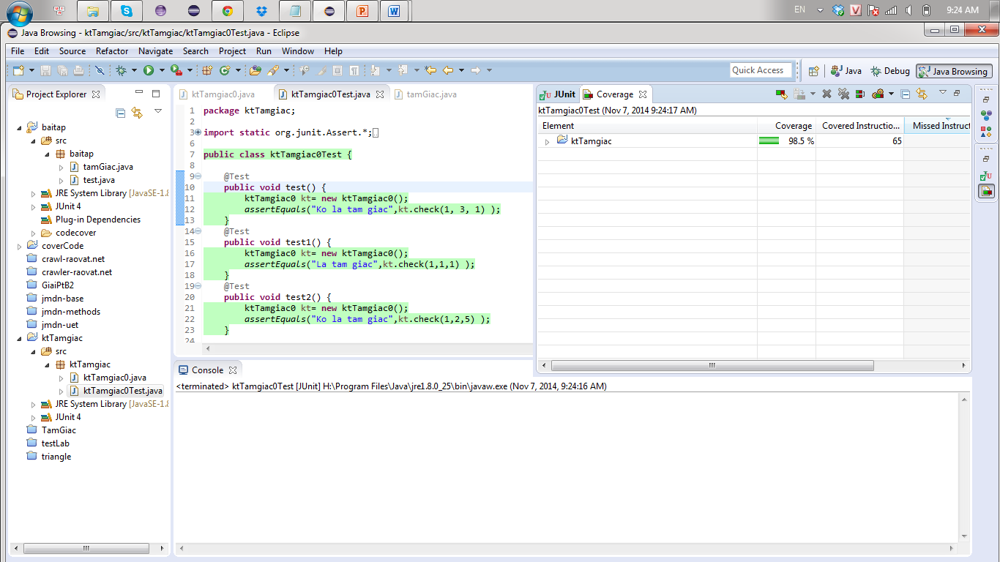 EN
9:24 AM
Java Browsing - ktTamgiac/src/ktTamgiac/ktTamgiac0Test.java - Eclipse
File Edit Source Refactor Navigate Search Project Run Window Help
Quick Access
Java
Debug
Java Browsing
Project Explorer
baitap
src
baitap
tamGiac.java
test.java
JRE System Library [JavaSE-1.8
JUnit 4
Plug-in Dependencies
codecover
coverCode
crawl-raovat.net
crawler-raovat.net
GiaiPtB2
jmdn-base
jmdn-methods
jmdn-uet
ktTamgiac
src
ktTamgiac
ktTamgiac0.java
ktTamgiac0Test.java
JRE System Library [JavaSE-1.8
JUnit 4
TamGiac
testLab
triangle
ktTamgiac0.java
ktTamgiac0Test.java
tamGiac.java
1 package ktTamgiac;
2
3 import static org.junit.Assert.*;
6
7 public class ktTamgiac0Test {
8
9 @Test
10 public void test() {
11 ktTamgiac0 kt= new ktTamgiac0();
12 assertEquals("Ko la tam giac",kt.check(1, 3, 1) );
13 }
14 @Test
15 public void test1() {
16 ktTamgiac0 kt= new ktTamgiac0();
17 assertEquals("La tam giac",kt.check(1,1,1) );
18 }
19 @Test
20 public void test2() {
21 ktTamgiac0 kt= new ktTamgiac0();
22 assertEquals("Ko la tam giac",kt.check(1,2,5) );
23 }
24
JUnit
Coverage
ktTamgiac0Test (Nov 7, 2014 9:24:17 AM)
Element Coverage Covered Instructio... Missed Instruct
ktTamgiac 98.5 % 65
Console
<terminated> ktTamgiac0Test [JUnit] H:\Program Files\Java\jre1.8.0_25\bin\javaw.exe (Nov 7, 2014, 9:24:16 AM)